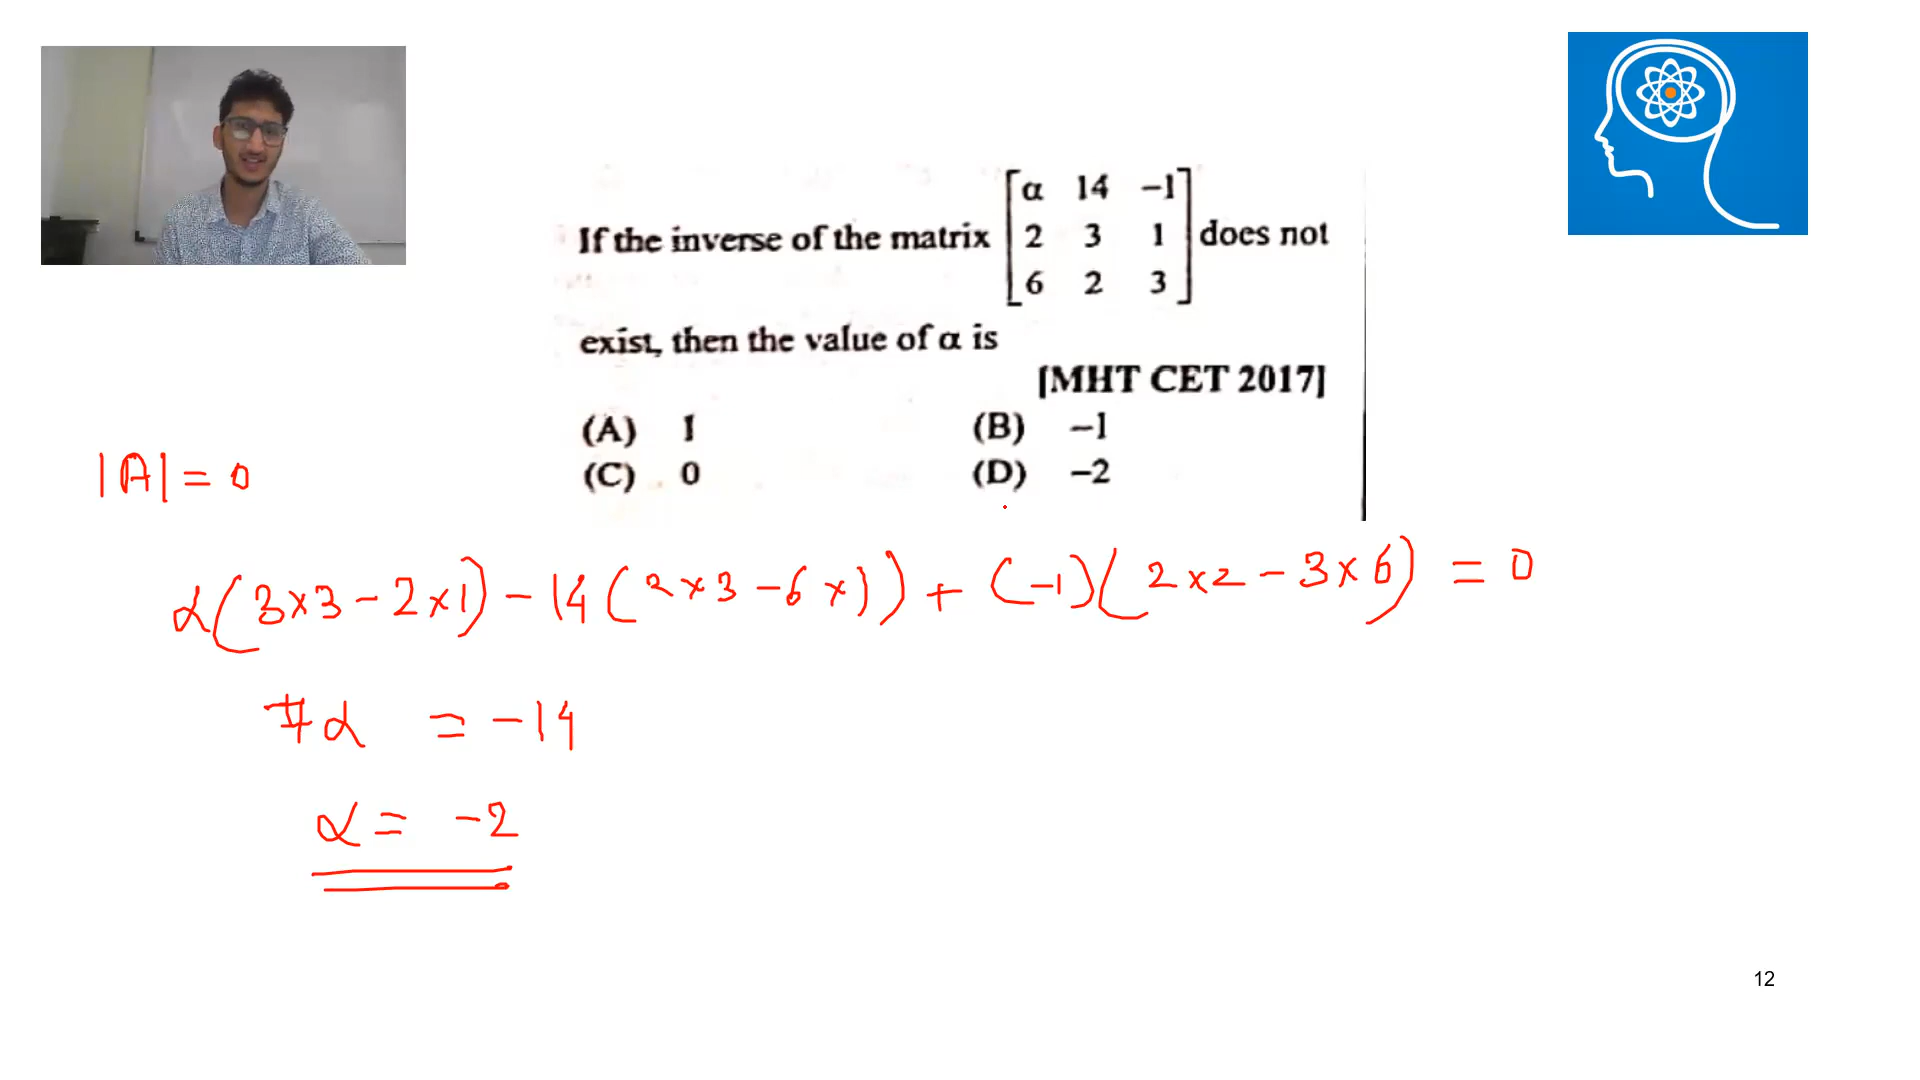 If the inverse of the matrix [α 14 −1
2 3 1
6 2 3] does not
exist, then the value of α is
[MHT CET 2017]
(A) 1 (B) −1
(C) 0 (D) −2
|A| = 0
α(3×3 − 2×1) − 14(2×3 − 6×1) + (−1)(2×2 − 3×6) = 0
7α = −14
α = −2
12